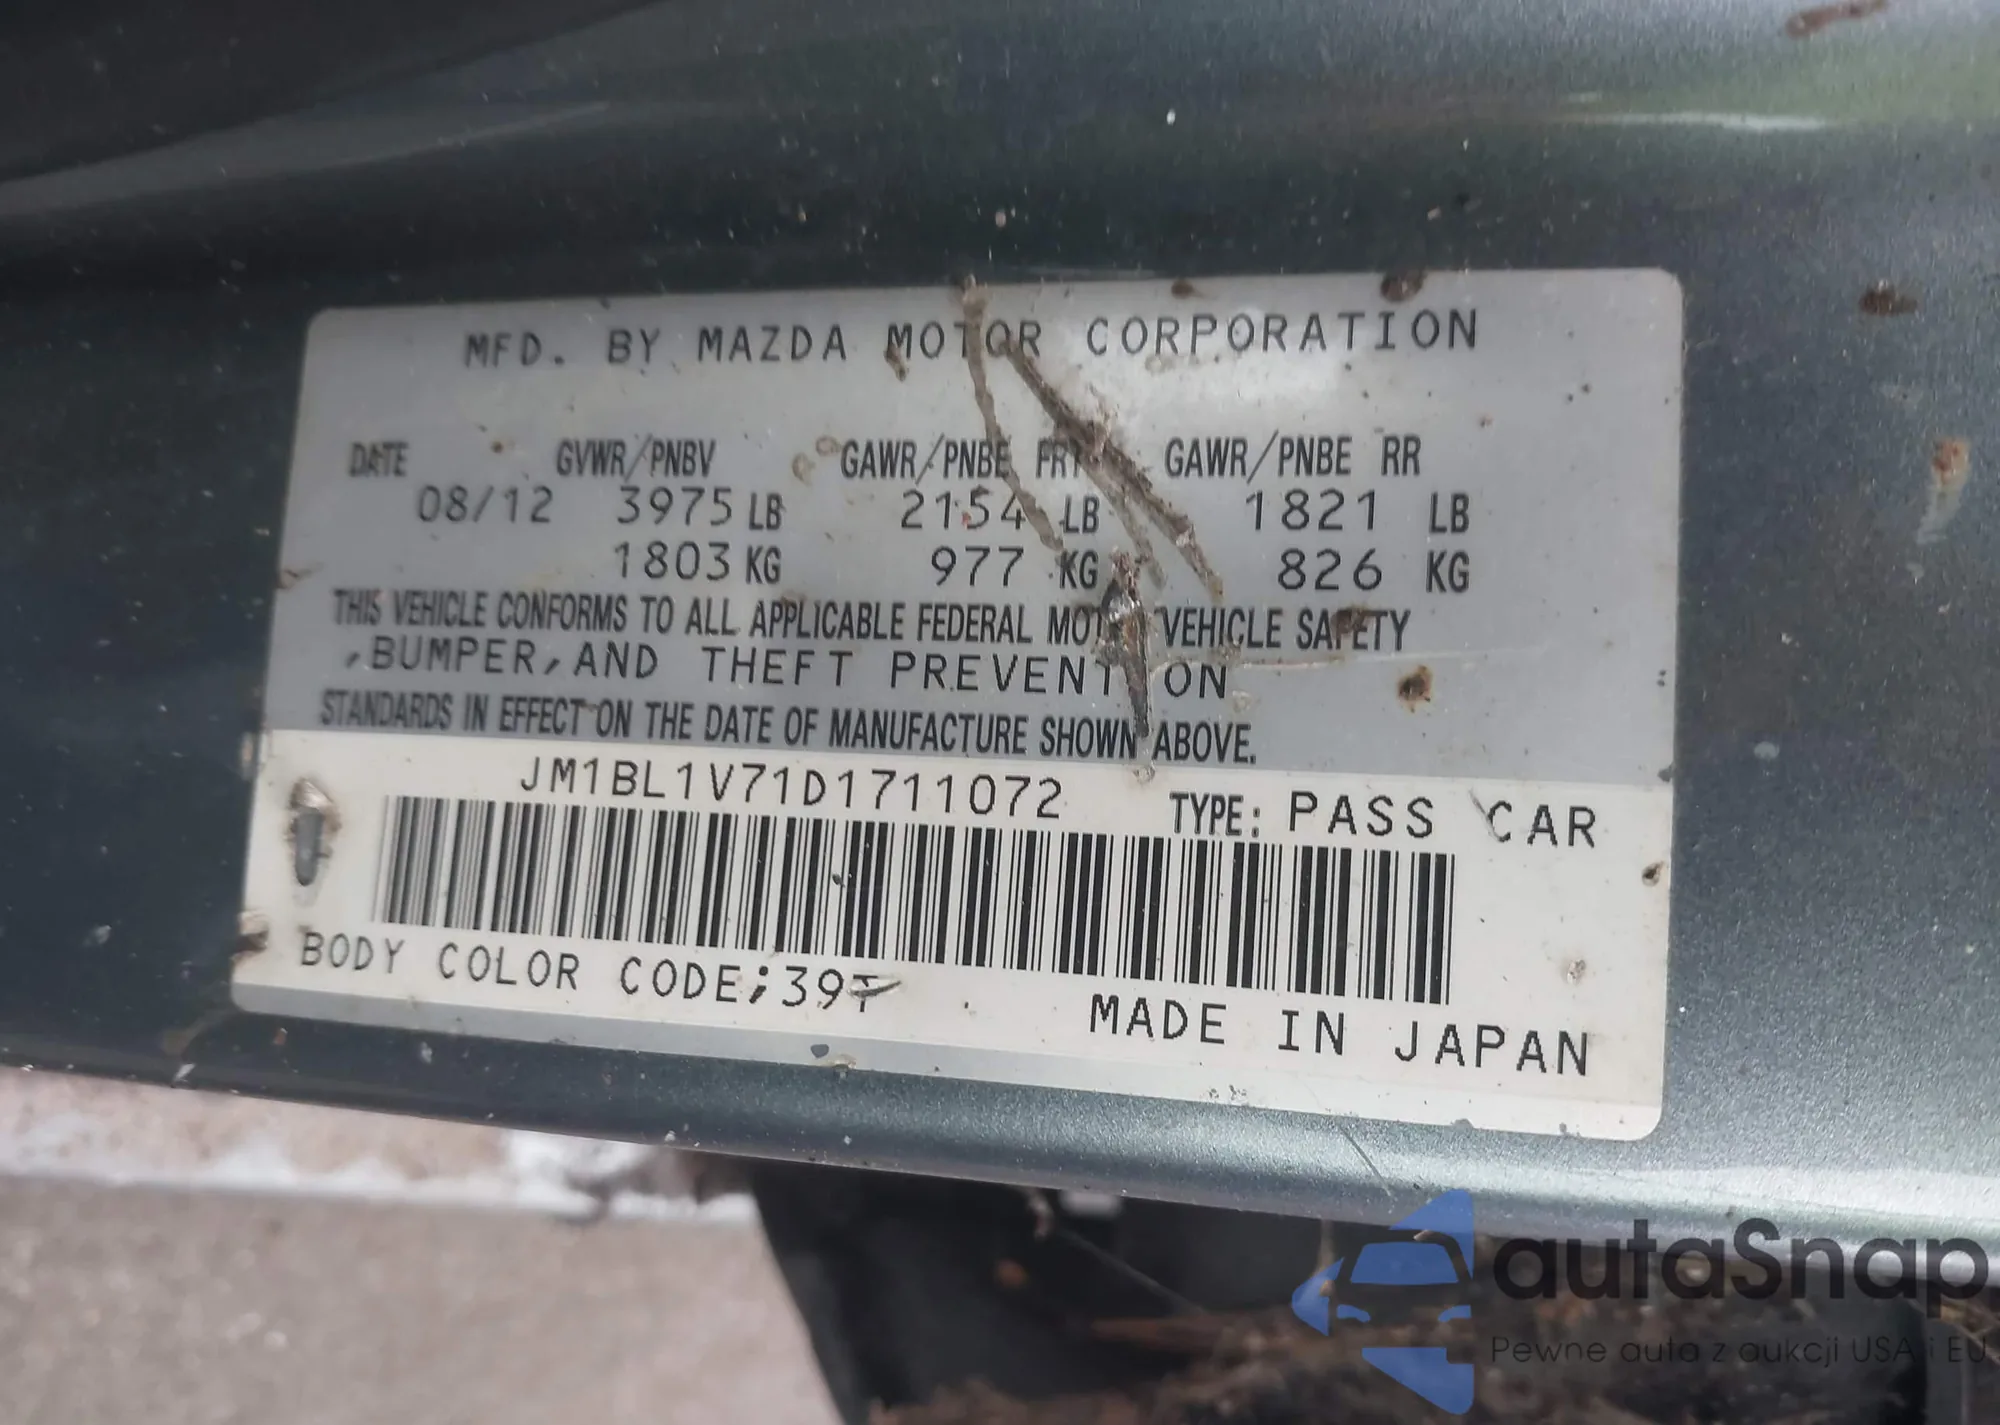 MFD. BY MAZDA MOTOR CORPORATION
DATE GVWR/PNBV GAWR/PNBE FRT GAWR/PNBE RR
08/12 3975 LB 2154 LB 1821 LB
1803 KG 977 KG 826 KG
THIS VEHICLE CONFORMS TO ALL APPLICABLE FEDERAL MOTOR VEHICLE SAFETY
,BUMPER,AND THEFT PREVENTION
STANDARDS IN EFFECT ON THE DATE OF MANUFACTURE SHOWN ABOVE.
JM1BL1V71D1711072 TYPE: PASS CAR
BODY COLOR CODE;39T
MADE IN JAPAN
autaSnap
Pewne auta z aukcji USA i EU